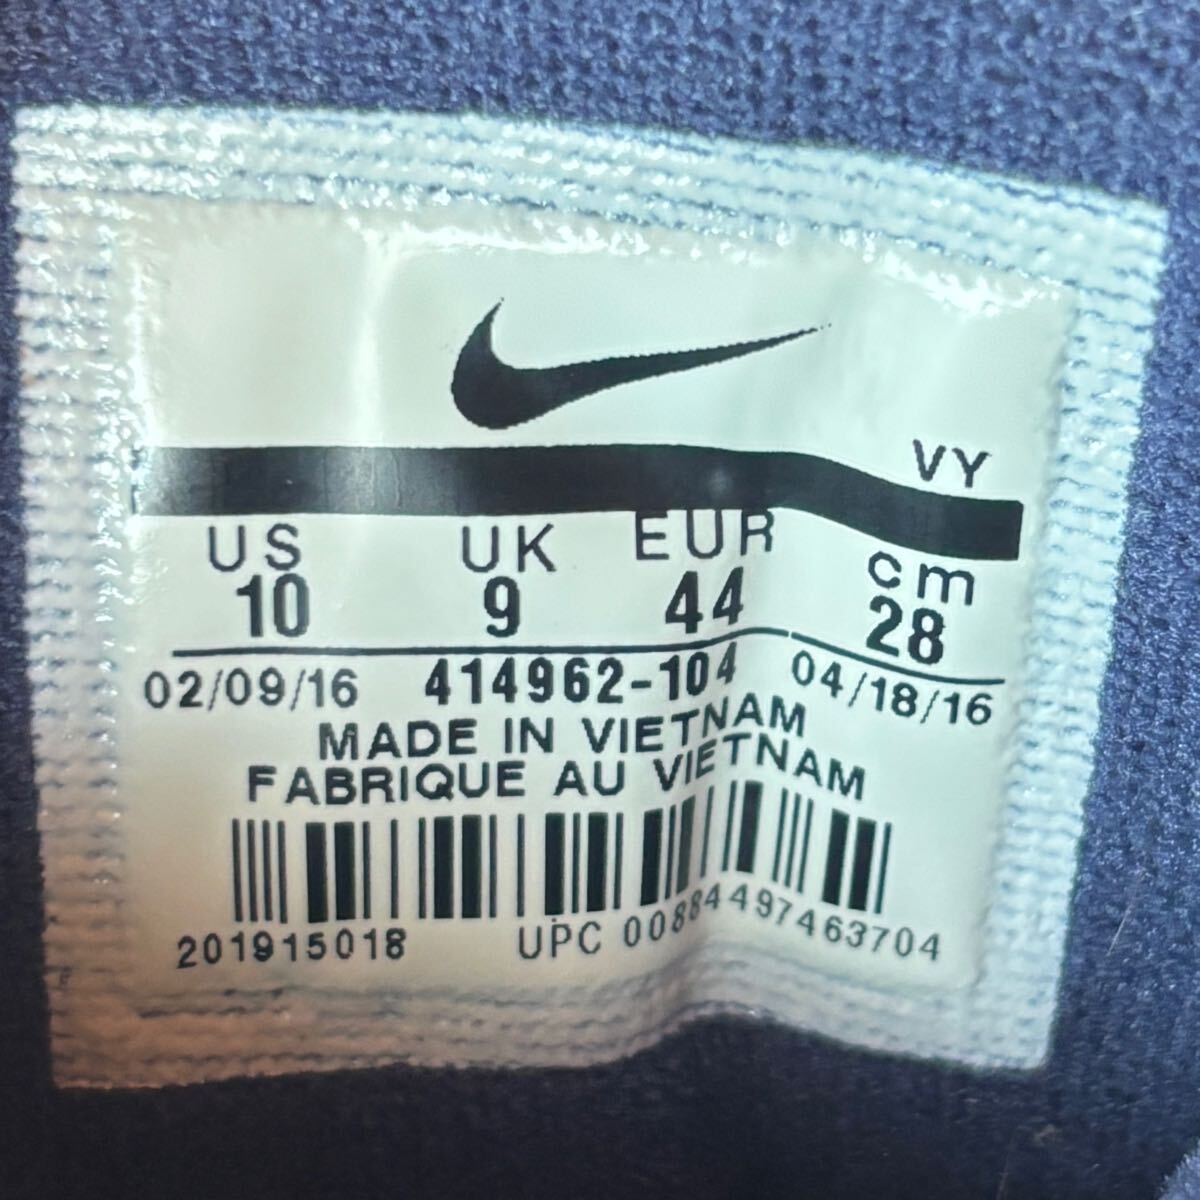 VY
US UK EUR cm
10 9 44 28
02/09/16 414962-104 04/18/16
MADE IN VIETNAM
FABRIQUE AU VIETNAM
201915018 UPC 00884497463704